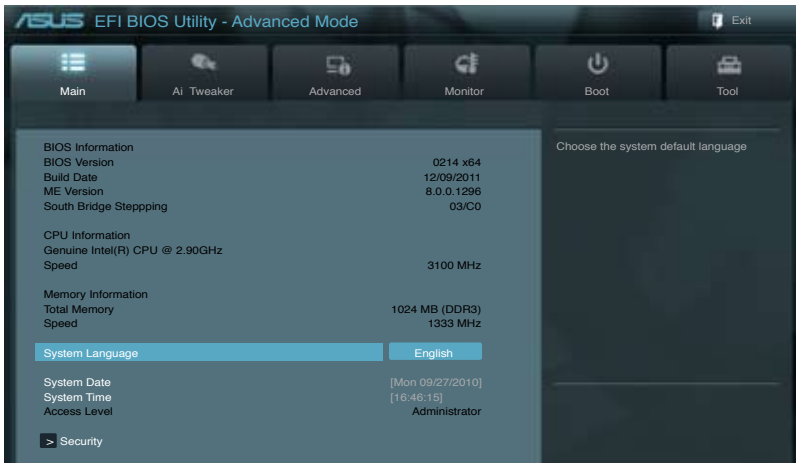 ASUS EFI BIOS Utility - Advanced Mode
Exit
Main
Ai Tweaker
Advanced
Monitor
Boot
Tool
BIOS Information
BIOS Version 0214 x64
Build Date 12/09/2011
ME Version 8.0.0.1296
South Bridge Steppping 03/C0
CPU Information
Genuine Intel(R) CPU @ 2.90GHz
Speed 3100 MHz
Memory Information
Total Memory 1024 MB (DDR3)
Speed 1333 MHz
System Language English
System Date [Mon 09/27/2010]
System Time [16:46:15]
Access Level Administrator
> Security
Choose the system default language